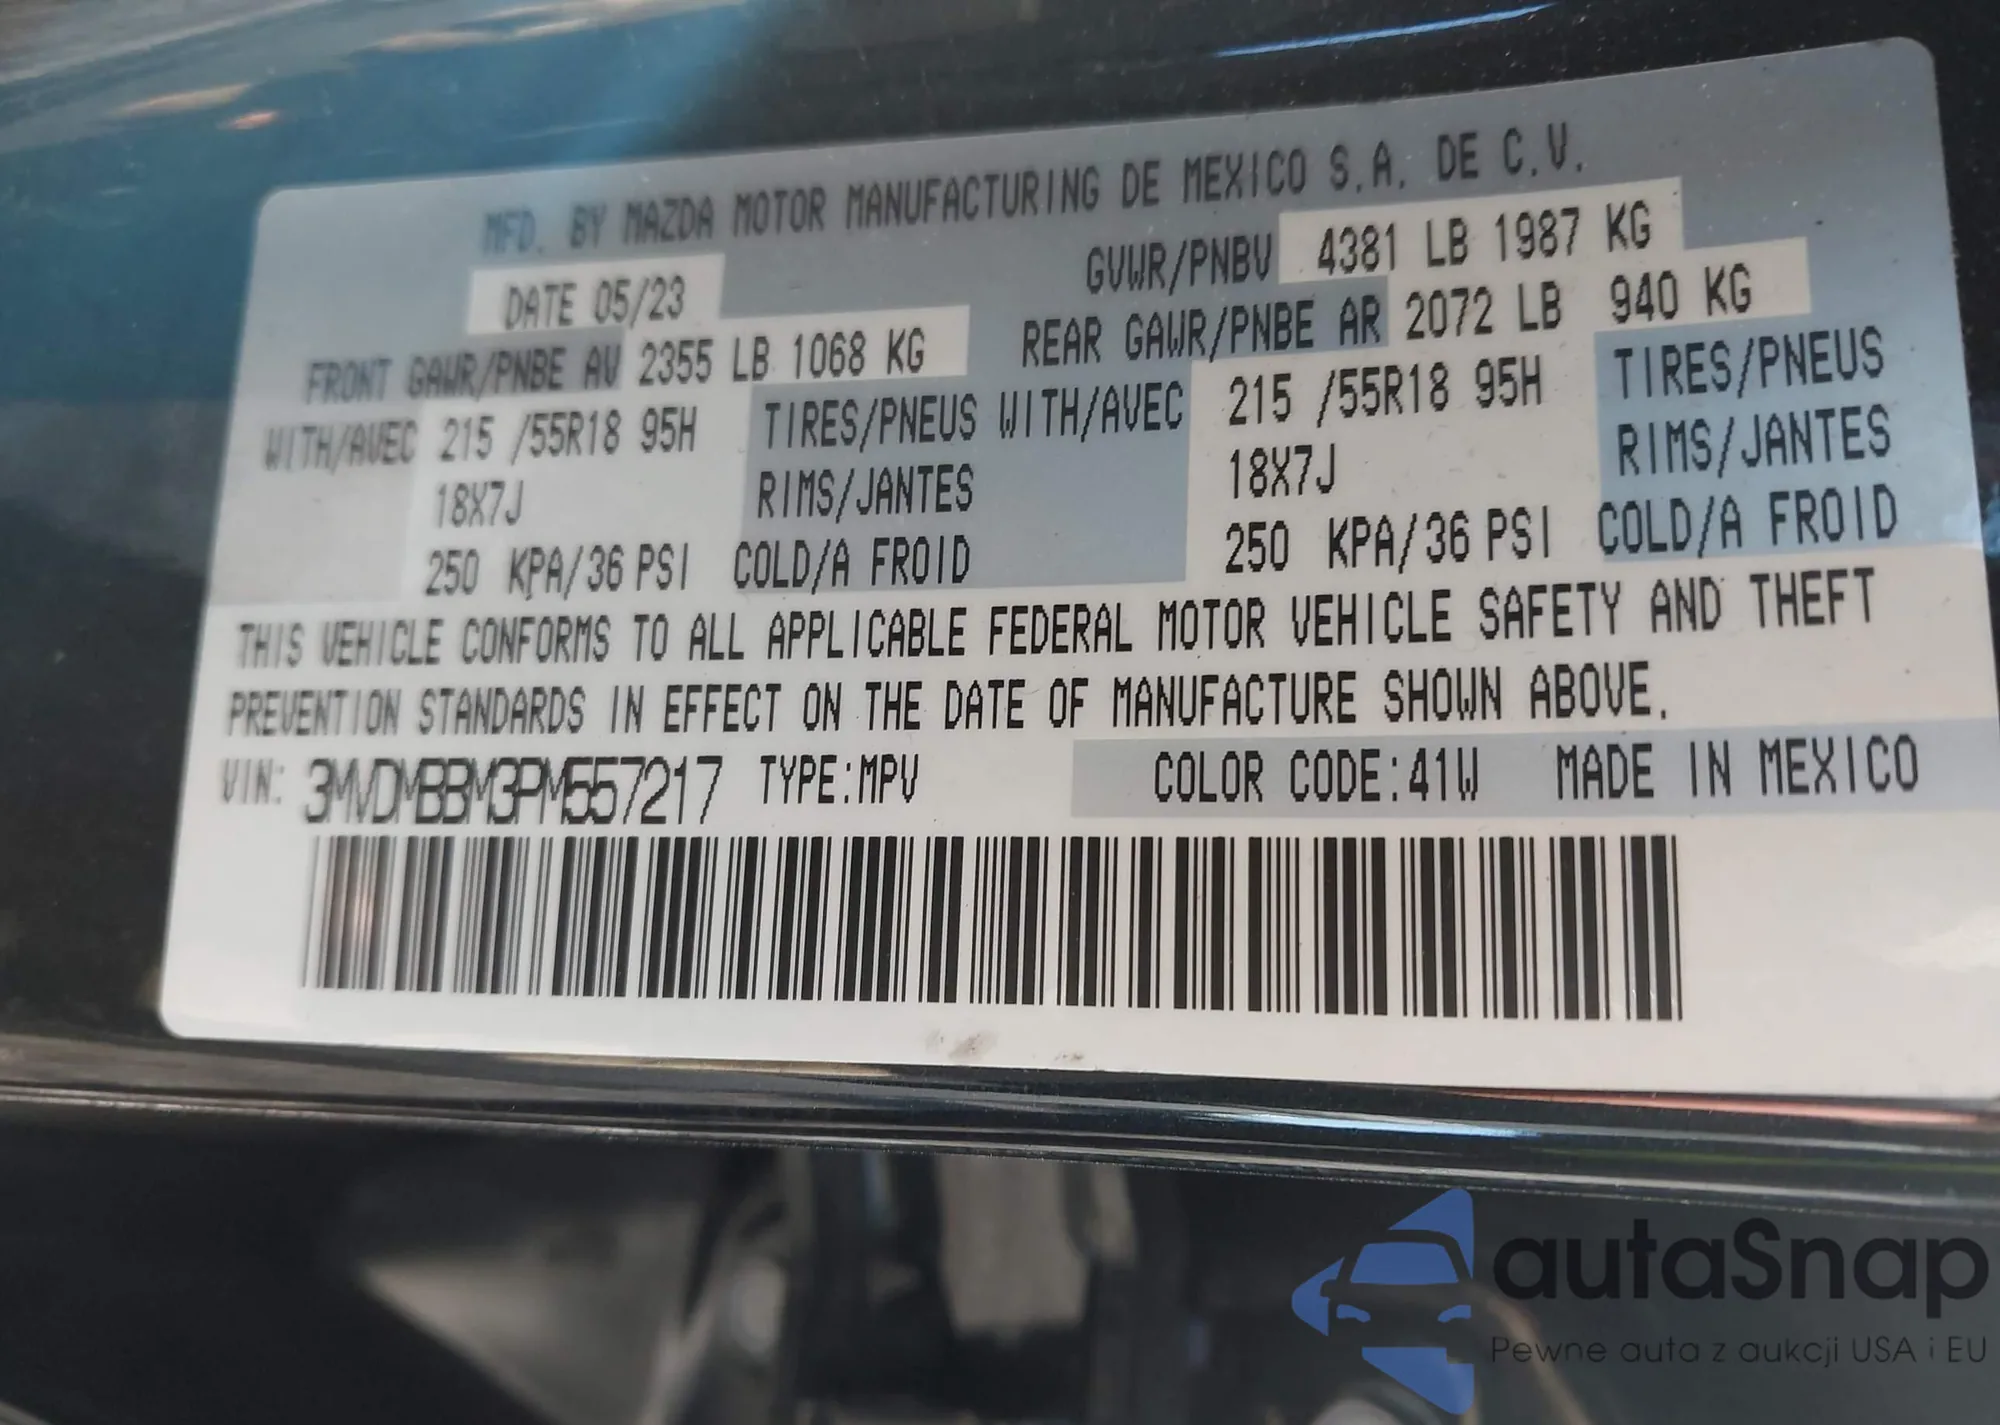 MFD. BY MAZDA MOTOR MANUFACTURING DE MEXICO S.A. DE C.V.
DATE 05/23 GVWR/PNBV 4381 LB 1987 KG
FRONT GAWR/PNBE AV 2355 LB 1068 KG REAR GAWR/PNBE AR 2072 LB 940 KG
WITH/AVEC 215 /55R18 95H TIRES/PNEUS WITH/AVEC 215 /55R18 95H TIRES/PNEUS
18X7J RIMS/JANTES 18X7J RIMS/JANTES
250 KPA/36 PSI COLD/A FROID 250 KPA/36 PSI COLD/A FROID
THIS VEHICLE CONFORMS TO ALL APPLICABLE FEDERAL MOTOR VEHICLE SAFETY AND THEFT
PREVENTION STANDARDS IN EFFECT ON THE DATE OF MANUFACTURE SHOWN ABOVE.
VIN: 3MVDMBBM3PM557217 TYPE:MPV COLOR CODE:41W MADE IN MEXICO
autaSnap
Pewne auta z aukcji USA i EU